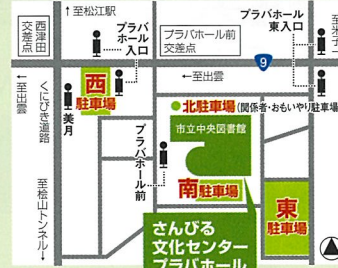 ↑至松江駅
西津田
交差点
プラバホール
入口
プラバホール前
交差点
プラバホール
東入口
9
←至出雲
←至出雲
西
駐車場
美月
くにびき道路
●北駐車場(関係者・おもいやり駐車場
市立中央図書館
プラバホール前
南駐車場
東
駐車場
至桧山トンネル↓
さんびる
文化センター
プラバホール